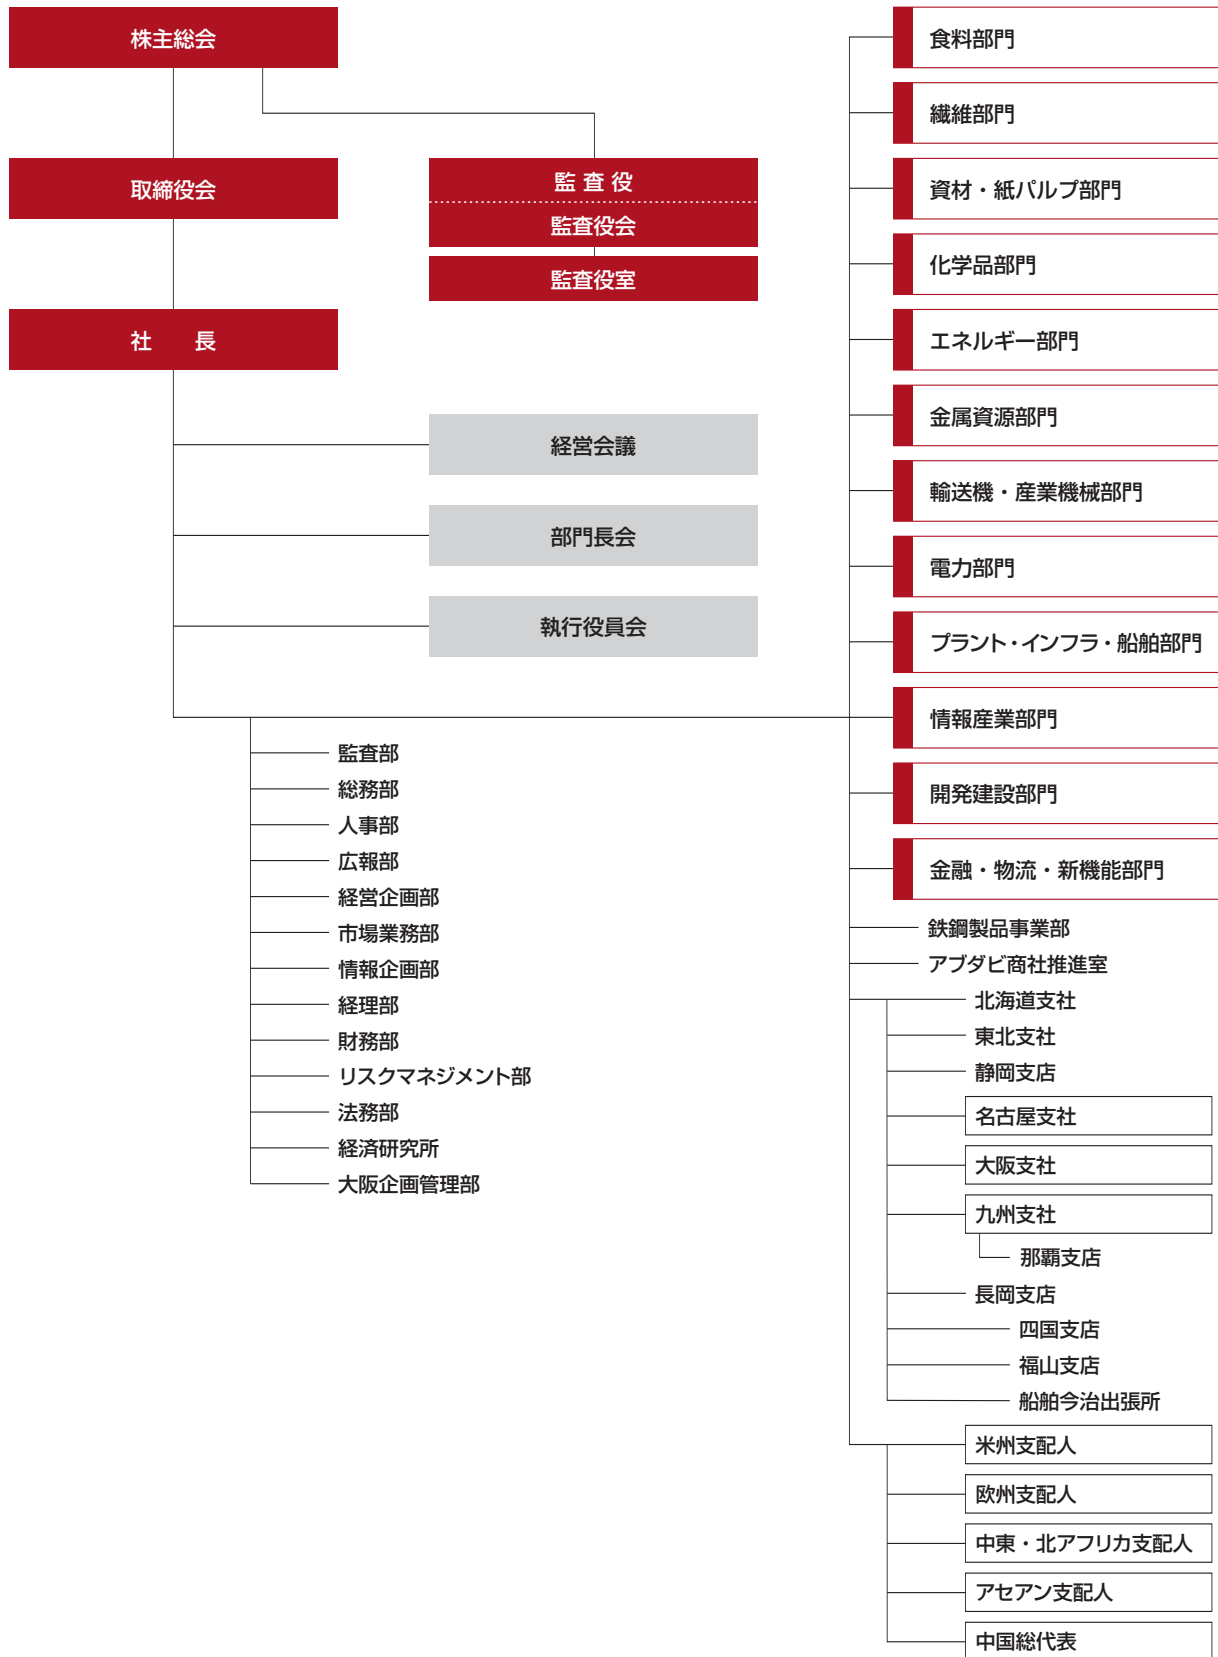 株主総会
取締役会
監査役
監査役会
監査役室
社　長
経営会議
部門長会
執行役員会
監査部
総務部
人事部
広報部
経営企画部
市場業務部
情報企画部
経理部
財務部
リスクマネジメント部
法務部
経済研究所
大阪企画管理部
食料部門
繊維部門
資材・紙パルプ部門
化学品部門
エネルギー部門
金属資源部門
輸送機・産業機械部門
電力部門
プラント・インフラ・船舶部門
情報産業部門
開発建設部門
金融・物流・新機能部門
鉄鋼製品事業部
アブダビ商社推進室
北海道支社
東北支社
静岡支店
名古屋支社
大阪支社
九州支社
那覇支店
長岡支店
四国支店
福山支店
船舶今治出張所
米州支配人
欧州支配人
中東・北アフリカ支配人
アセアン支配人
中国総代表